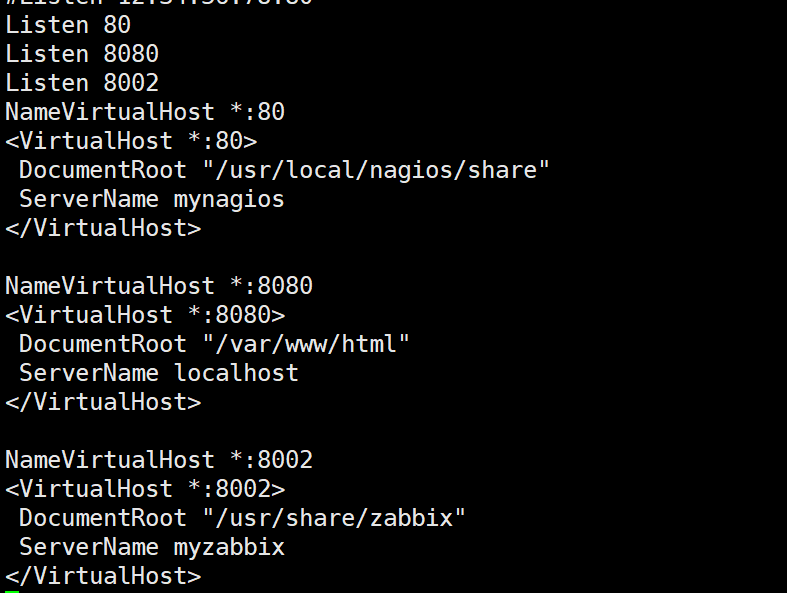 Listen 80
Listen 8080
Listen 8002
NameVirtualHost *:80
<VirtualHost *:80>
 DocumentRoot "/usr/local/nagios/share"
 ServerName mynagios
</VirtualHost>

NameVirtualHost *:8080
<VirtualHost *:8080>
 DocumentRoot "/var/www/html"
 ServerName localhost
</VirtualHost>

NameVirtualHost *:8002
<VirtualHost *:8002>
 DocumentRoot "/usr/share/zabbix"
 ServerName myzabbix
</VirtualHost>